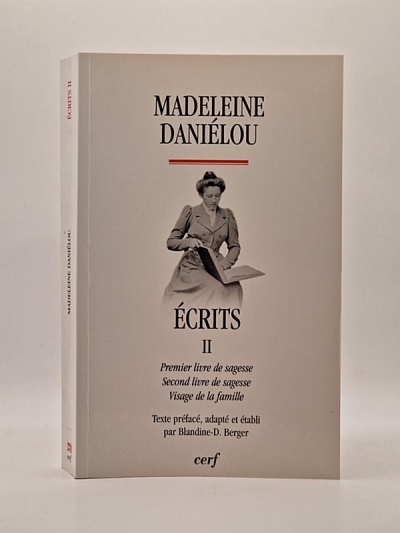 MADELEINE
DANIÉLOU
ÉCRITS
II
Premier livre de sagesse
Second livre de sagesse
Visage de la famille
Texte préfacé, adapté et établi
par Blandine-D. Berger
cerf
MADELEINE DANIÉLOU
ÉCRITS II
cerf